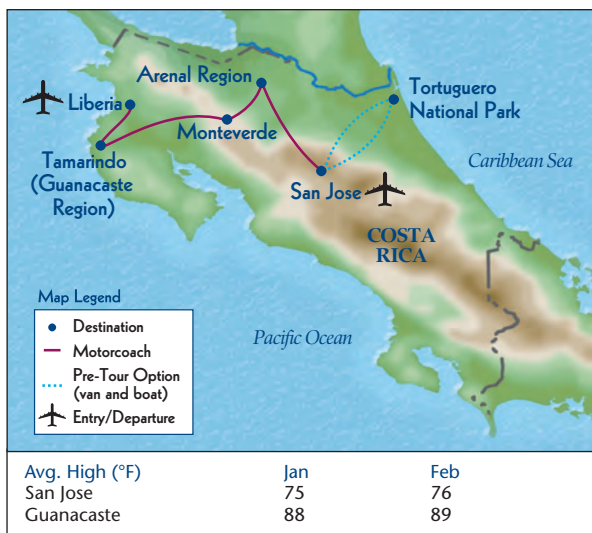 Arenal Region
Liberia
Tortuguero
National Park
Monteverde
Tamarindo
(Guanacaste
Region)
Caribbean Sea
San Jose
COSTA
RICA
Map Legend
Destination
Motorcoach
Pre-Tour Option
(van and boat)
Entry/Departure
Pacific Ocean
Avg. High (°F) Jan Feb
San Jose 75 76
Guanacaste 88 89